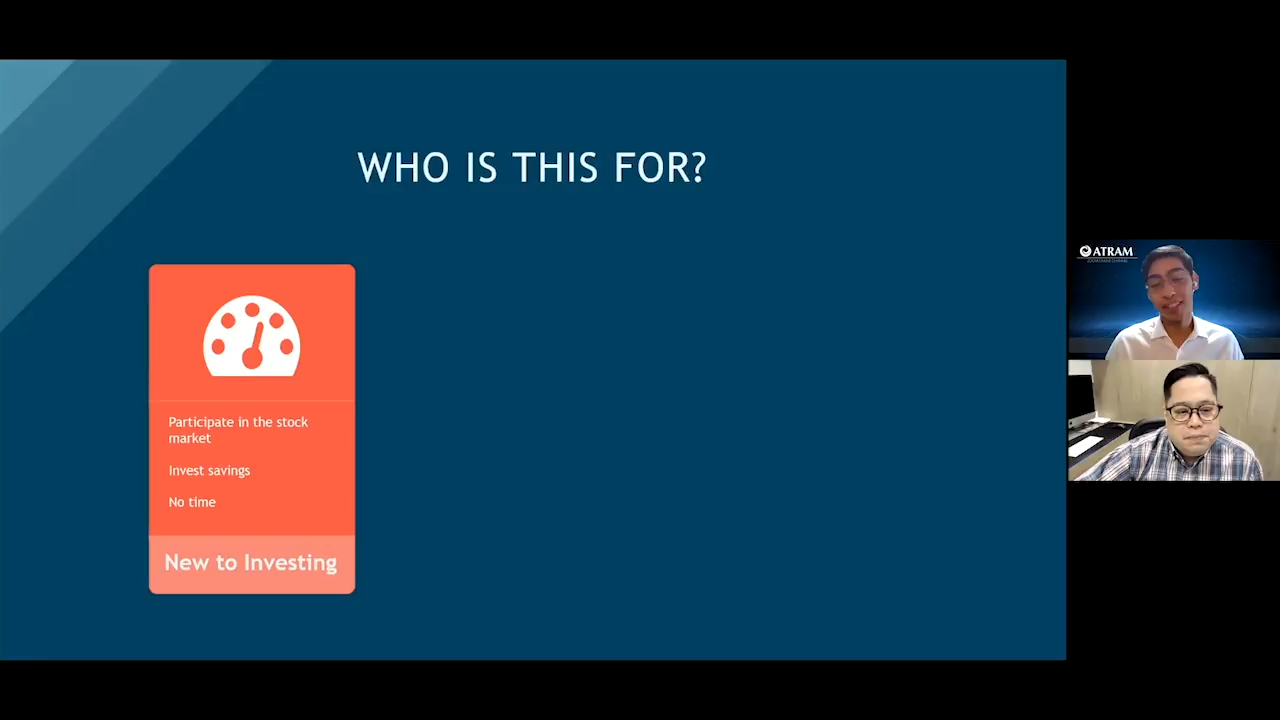 WHO IS THIS FOR?
Participate in the stock
market
Invest savings
No time
New to Investing
ATRAM